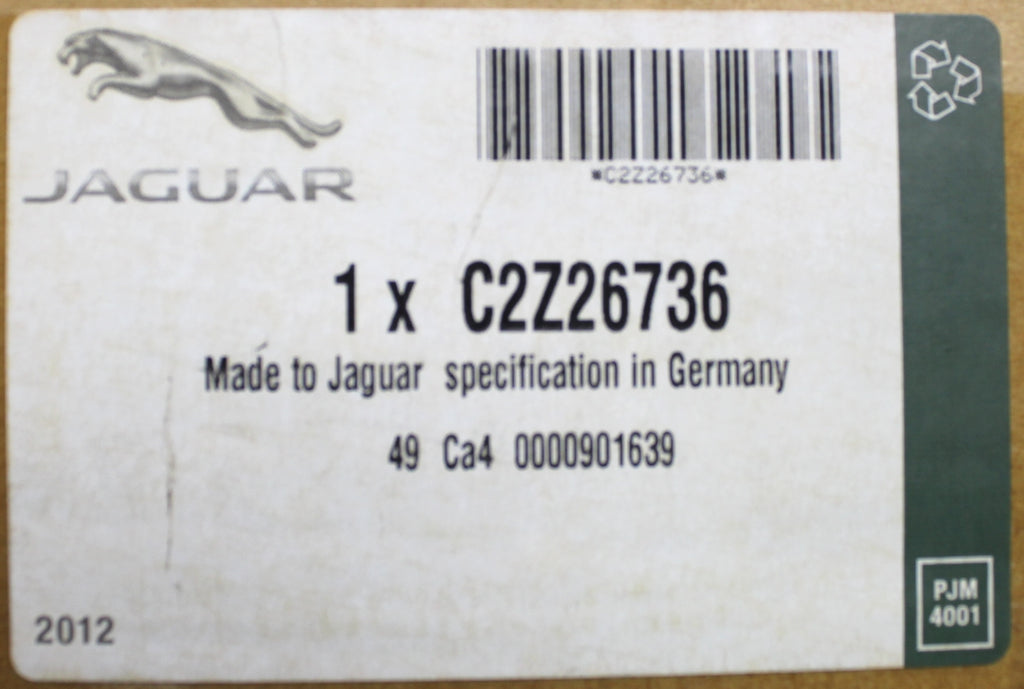 JAGUAR
*C2Z26736*
1 x C2Z26736
Made to Jaguar specification in Germany
49 Ca4 0000901639
2012
PJM
4001